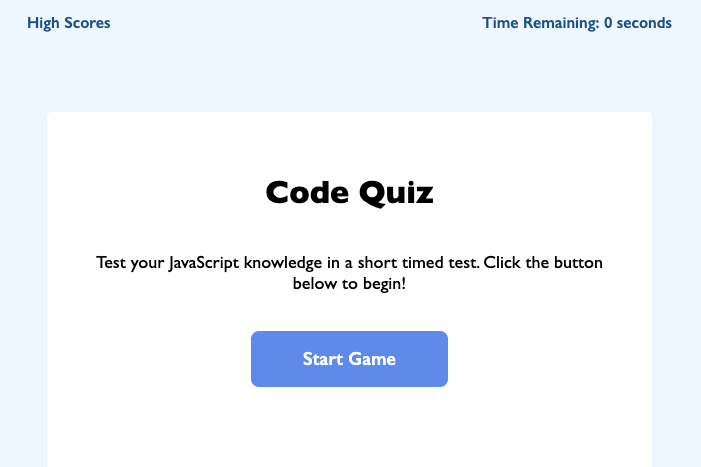 High Scores
Time Remaining: 0 seconds
Code Quiz
Test your JavaScript knowledge in a short timed test. Click the button
below to begin!
Start Game